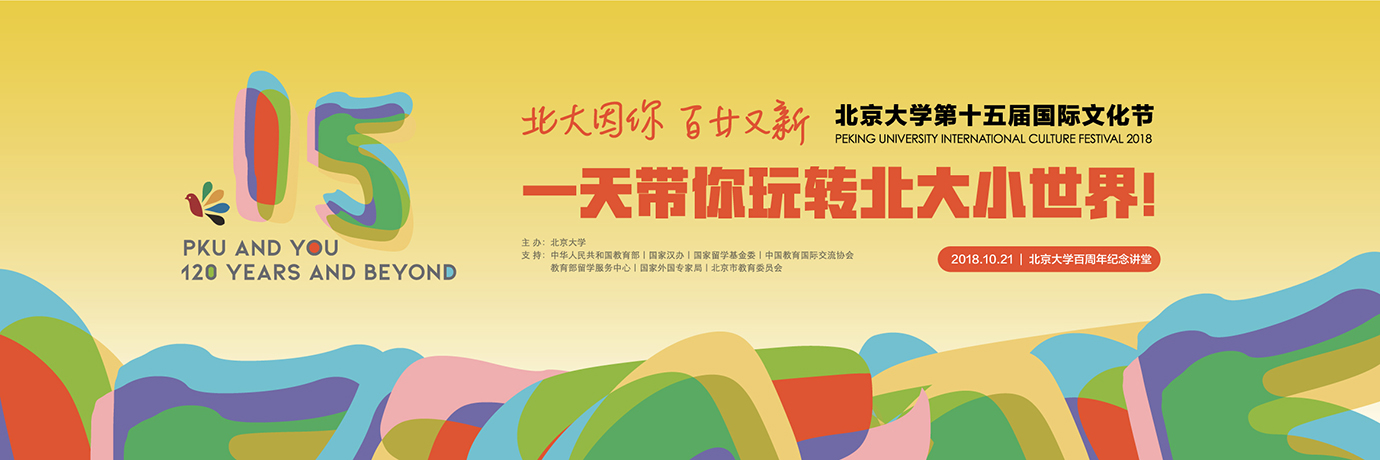 15
PKU AND YOU
120 YEARS AND BEYOND
北大因你 百廿又新
北京大学第十五届国际文化节
PEKING UNIVERSITY INTERNATIONAL CULTURE FESTIVAL 2018
一天带你玩转北大小世界!
主 办: 北京大学
支 持: 中华人民共和国教育部 | 国家汉办 | 国家留学基金委 | 中国教育国际交流协会
教育部留学服务中心 | 国家外国专家局 | 北京市教育委员会
2018.10.21 | 北京大学百周年纪念讲堂